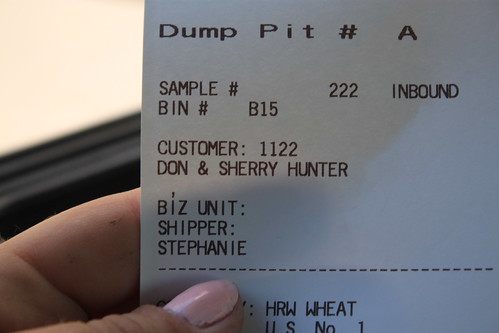 Dump Pit # A
SAMPLE # 222 INBOUND
BIN # B15
CUSTOMER: 1122
DON & SHERRY HUNTER
,
BIZ UNIT:
SHIPPER:
STEPHANIE
--------------------------------------------------
: HRW WHEAT
U.S. No. 1